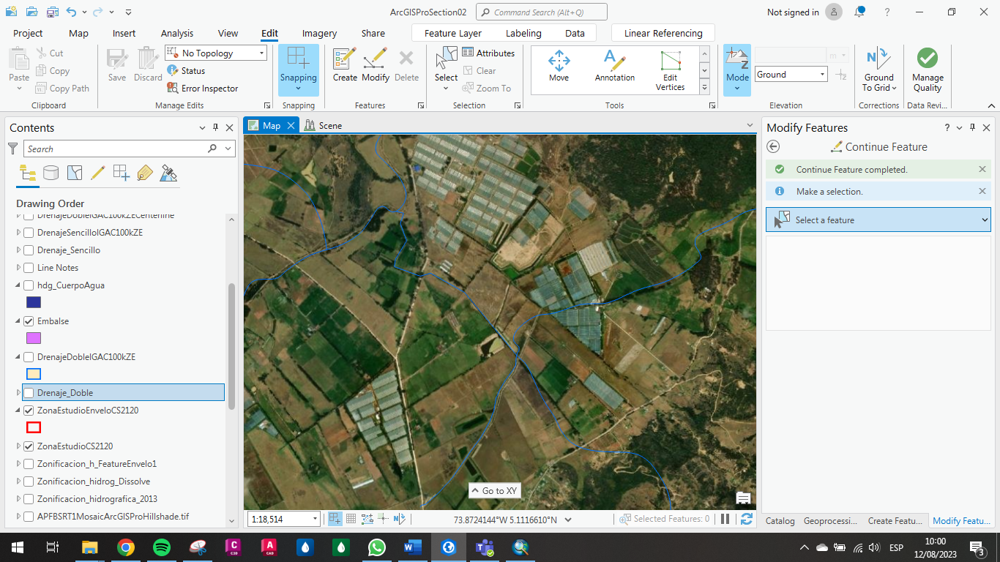 ArcGISProSection02
Command Search (Alt+Q)
Not signed in
?
Project
Map
Insert
Analysis
View
Edit
Imagery
Share
Feature Layer
Labeling
Data
Linear Referencing
Paste
Cut
Copy
Copy Path
Clipboard
Save
Discard
No Topology
Status
Error Inspector
Manage Edits
Snapping
Snapping
Create
Modify
Delete
Features
Select
Attributes
Clear
Zoom To
Selection
Move
Annotation
Edit
Vertices
Tools
Mode
m
Ground
Elevation
Ground
To Grid
Corrections
Manage
Quality
Data Revi...
Contents
Search
Drawing Order
DrenajeDobleIGAC100kZECenterline
DrenajeSencilloIGAC100kZE
Drenaje_Sencillo
Line Notes
hdg_CuerpoAgua
Embalse
DrenajeDobleIGAC100kZE
Drenaje_Doble
ZonaEstudioEnveloCS2120
ZonaEstudioCS2120
Zonificacion_h_FeatureEnvelo1
Zonificacion_hidrog_Dissolve
Zonificacion_hidrografica_2013
APFBSRT1MosaicArcGISProHillshade.tif
Map
Scene
Go to XY
1:18,514
73.8724144°W 5.1116610°N
Selected Features: 0
Modify Features
?
Continue Feature
Continue Feature completed.
Make a selection.
Select a feature
Catalog
Geoprocessi...
Create Featu...
Modify Featu...
C
C3D
A
CAD
W
ESP
10:00
12/08/2023
3